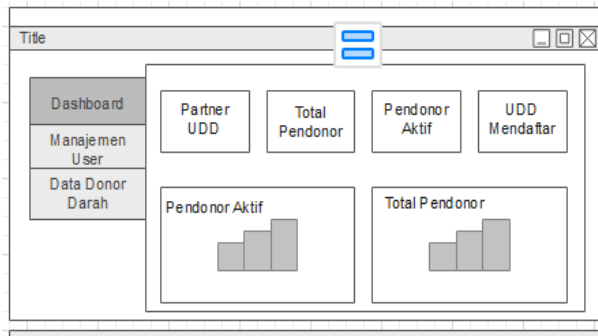 Title
Dashboard
Manajemen
User
Data Donor
Darah
Partner
UDD
Total
Pendonor
Pendonor
Aktif
UDD
Mendaftar
Pendonor Aktif
Total Pendonor